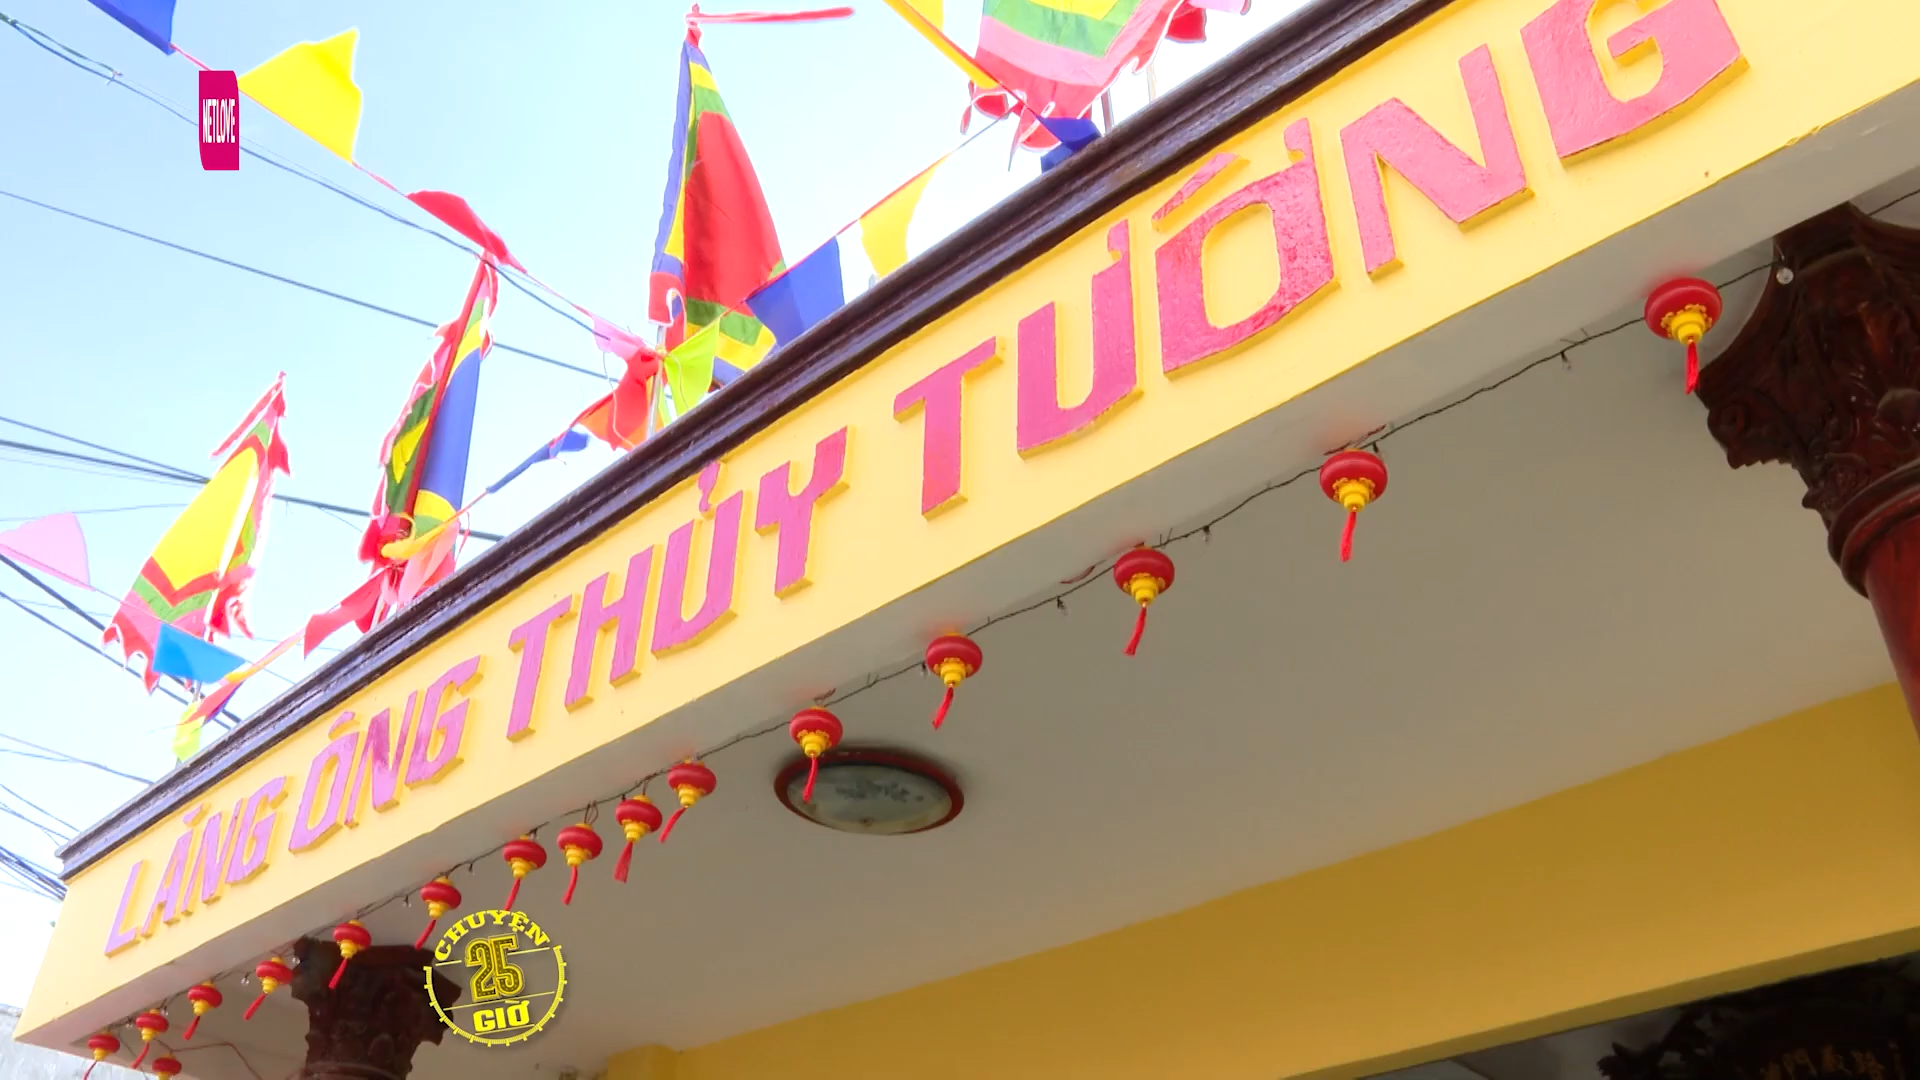 NETLOVE
LĂNG ÔNG THỦY TƯỚNG
CHUYỆN
25
GIỜ